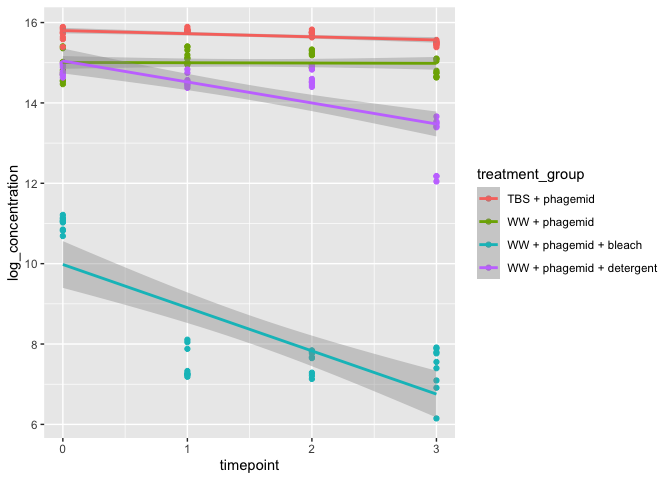 16
14
12
10
8
6
log_concentration
0
1
2
3
timepoint
treatment_group
TBS + phagemid
WW + phagemid
WW + phagemid + bleach
WW + phagemid + detergent